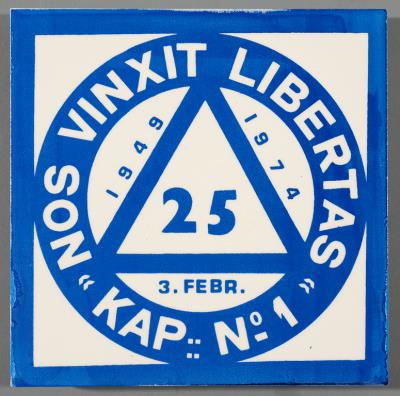 NOS VINXIT LIBERTAS
1949 1974
25
3. FEBR.
“ KAP:: Nº 1 ”